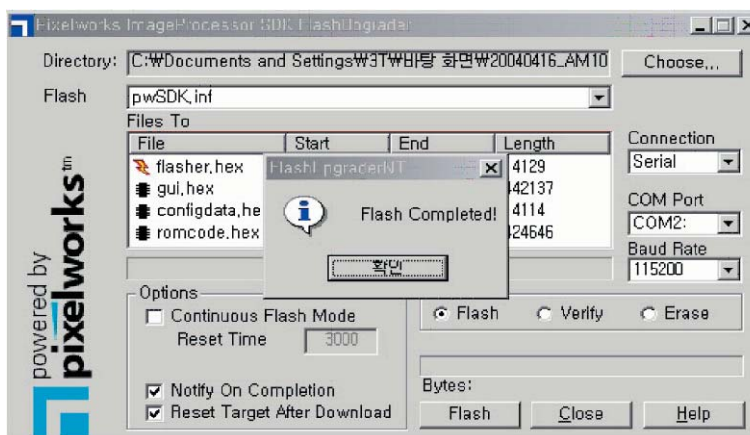 Pixelworks ImageProcessor SDK FlashUpgrader
Directory: C:₩Documents and Settings₩3T₩바탕 화면₩20040416_AM10 Choose...
Flash pwSDK.inf
Files To
File Start End Length
flasher.hex 4129
gui.hex 42137
configdata.he 4114
romcode.hex 24646
FlashUpgraderNT
Flash Completed!
확인
Connection
Serial
COM Port
COM2:
Baud Rate
115200
Options
Continuous Flash Mode
Reset Time 3000
Notify On Completion
Reset Target After Download
Flash Verify Erase
Bytes:
Flash Close Help
powered by
pixelworks™